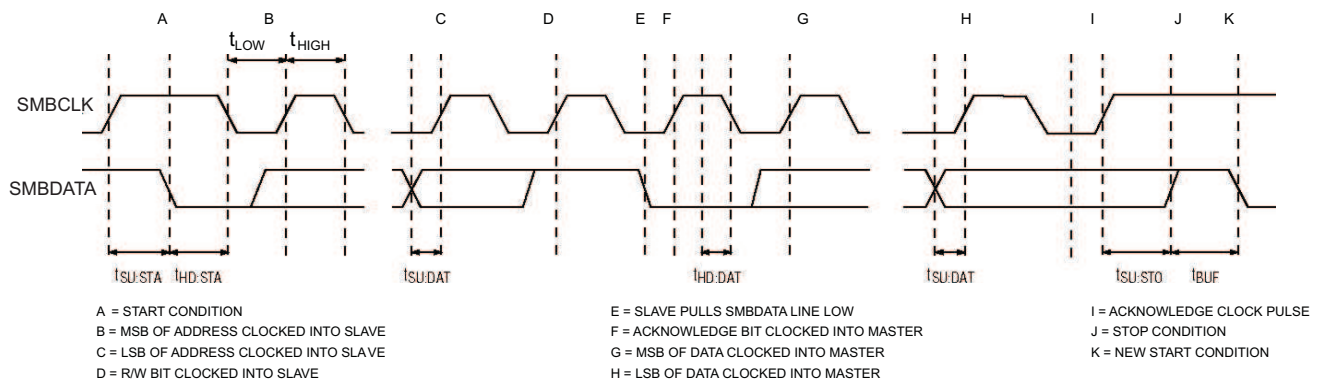 A B C D E F G H I J K
tLOW tHIGH
SMBCLK
SMBDATA
tSU:STA tHD:STA tSU:DAT tHD:DAT tSU:DAT tSU:STO tBUF
A = START CONDITION
B = MSB OF ADDRESS CLOCKED INTO SLAVE
C = LSB OF ADDRESS CLOCKED INTO SLAVE
D = R/W BIT CLOCKED INTO SLAVE
E = SLAVE PULLS SMBDATA LINE LOW
F = ACKNOWLEDGE BIT CLOCKED INTO MASTER
G = MSB OF DATA CLOCKED INTO MASTER
H = LSB OF DATA CLOCKED INTO MASTER
I = ACKNOWLEDGE CLOCK PULSE
J = STOP CONDITION
K = NEW START CONDITION